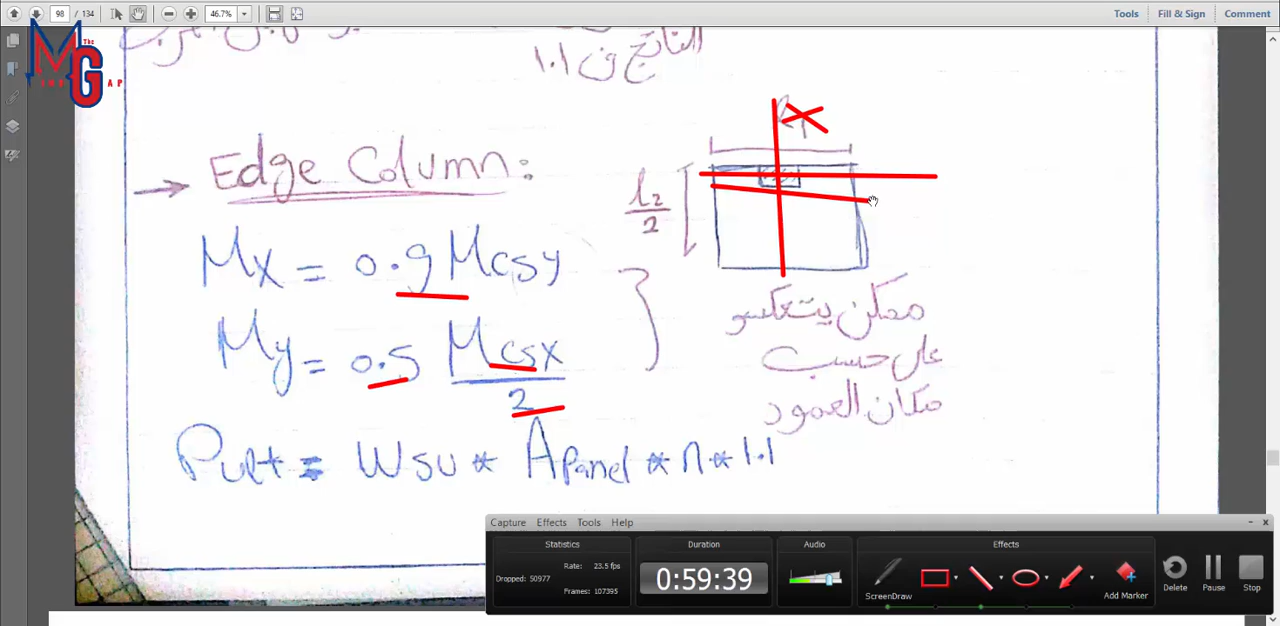 98 / 134
46.7%
Tools
Fill & Sign
Comment
The
M G
الناتج في 1.1
→ Edge Column:
L2/2
Mx = 0.9 Mcsy
My = 0.5 Mcsx/2
ممكن يتعكسو
على حسب
مكان العمود
Pult = Wsu * APanel * n * 1.1
Capture Effects Tools Help
Statistics
Duration
Audio
Effects
Rate: 23.5 fps
Dropped: 50977
Frames: 107395
0:59:39
ScreenDraw
Add Marker
Delete
Pause
Stop